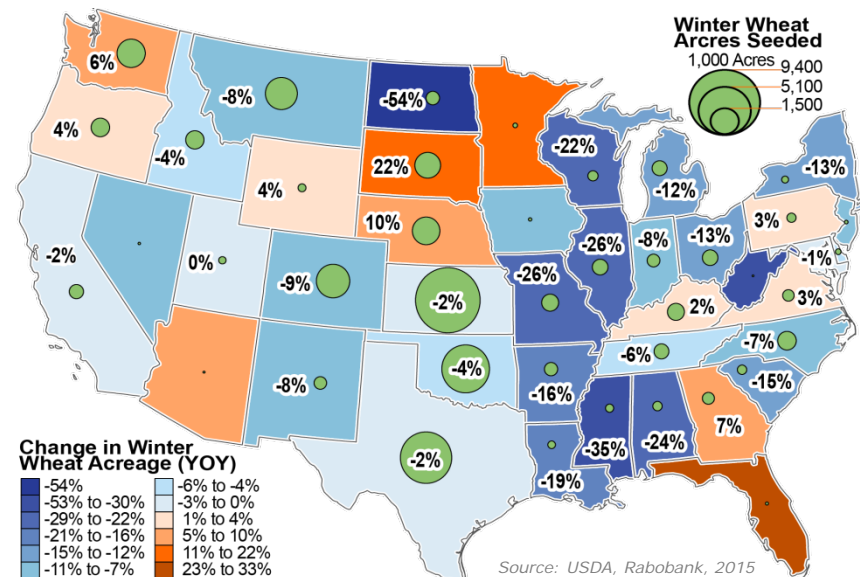 Winter Wheat
Arcres Seeded
1,000 Acres
9,400
5,100
1,500
6%
-8%
-54%
4%
-4%
22%
-22%
-12%
-13%
4%
10%
3%
-2%
0%
-9%
-2%
-26%
-26%
-8%
-13%
-1%
2%
3%
-8%
-4%
-16%
-6%
-7%
-15%
-2%
-19%
-35%
-24%
7%
Change in Winter
Wheat Acreage (YOY)
-54%
-53% to -30%
-29% to -22%
-21% to -16%
-15% to -12%
-11% to -7%
-6% to -4%
-3% to 0%
1% to 4%
5% to 10%
11% to 22%
23% to 33%
Source: USDA, Rabobank, 2015